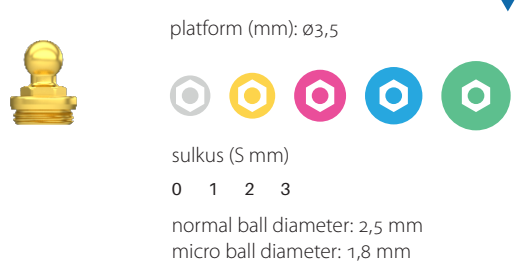 platform (mm): ø3,5
sulkus (S mm)
0 1 2 3
normal ball diameter: 2,5 mm
micro ball diameter: 1,8 mm